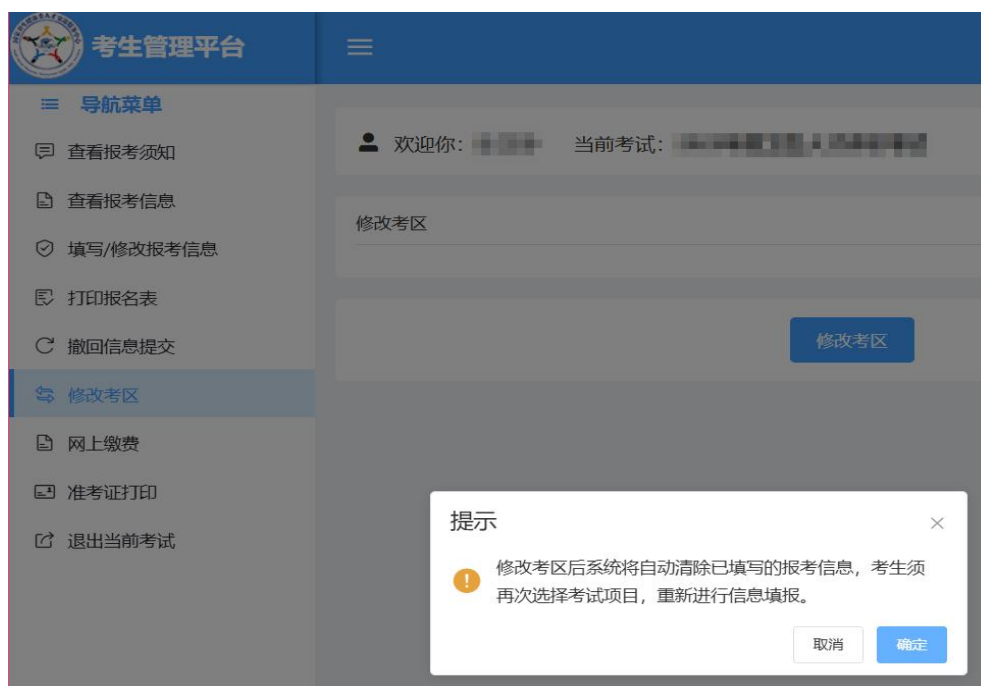 考生管理平台
导航菜单
查看报考须知
查看报考信息
填写/修改报考信息
打印报名表
撤回信息提交
修改考区
网上缴费
准考证打印
退出当前考试
欢迎你: 当前考试:
修改考区
修改考区
提示
修改考区后系统将自动清除已填写的报考信息，考生须
再次选择考试项目，重新进行信息填报。
取消 确定